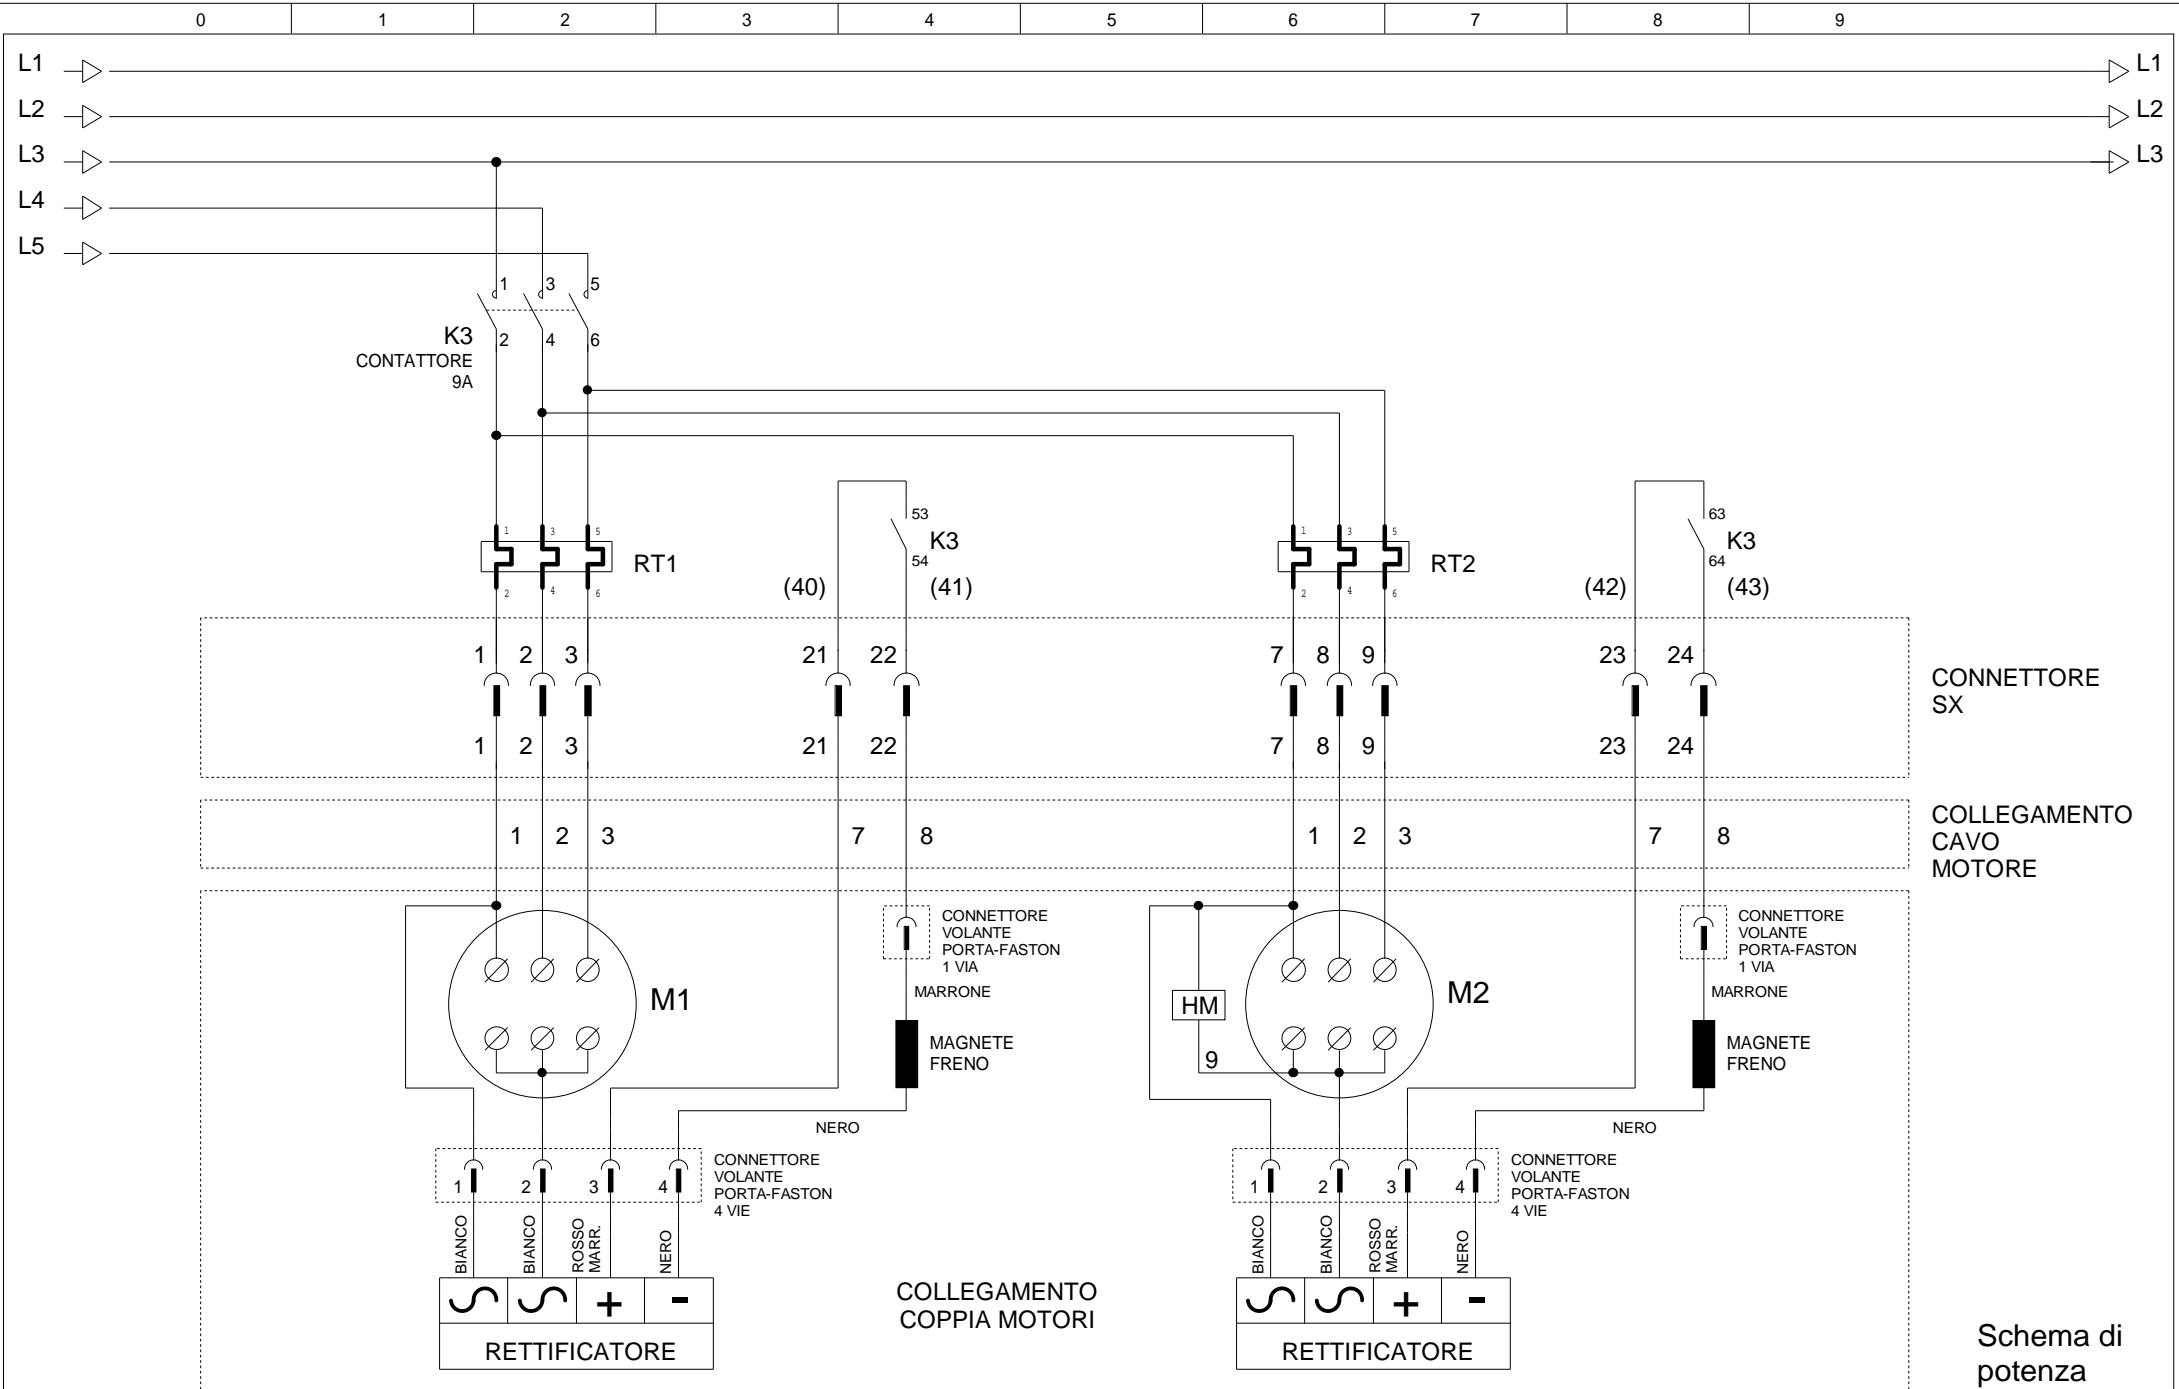 0 1 2 3 4 5 6 7 8 9
L1 L1
L2 L2
L3 L3
L4
L5
1 3 5
K3 2 4 6
CONTATTORE
9A
53 63
K3 K3
54 64
1 3 5 RT1 1 3 5 RT2
2 4 6 2 4 6
(40) (41) (42) (43)
1 2 3 21 22 7 8 9 23 24
CONNETTORE
SX
1 2 3 21 22 7 8 9 23 24
COLLEGAMENTO
CAVO
MOTORE
1 2 3 7 8 1 2 3 7 8
CONNETTORE
VOLANTE
PORTA-FASTON
1 VIA
MARRONE
CONNETTORE
VOLANTE
PORTA-FASTON
1 VIA
MARRONE
M1
HM
M2
MAGNETE
FRENO
9
MAGNETE
FRENO
NERO
NERO
CONNETTORE
VOLANTE
PORTA-FASTON
4 VIE
CONNETTORE
VOLANTE
PORTA-FASTON
4 VIE
1 2 3 4 1 2 3 4
BIANCO
BIANCO
ROSSO
MARR.
NERO
BIANCO
BIANCO
ROSSO
MARR.
NERO
+ - + -
RETTIFICATORE
RETTIFICATORE
COLLEGAMENTO
COPPIA MOTORI
Schema di
potenza